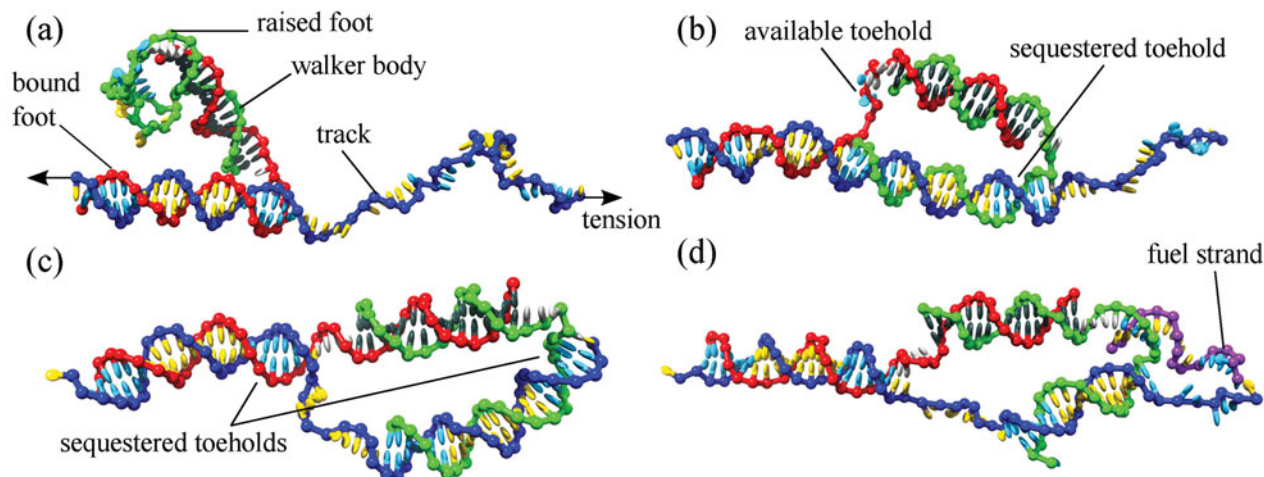 (a)
raised foot
walker body
bound
foot
track
tension
(b)
available toehold
sequestered toehold
(c)
sequestered toeholds
(d)
fuel strand